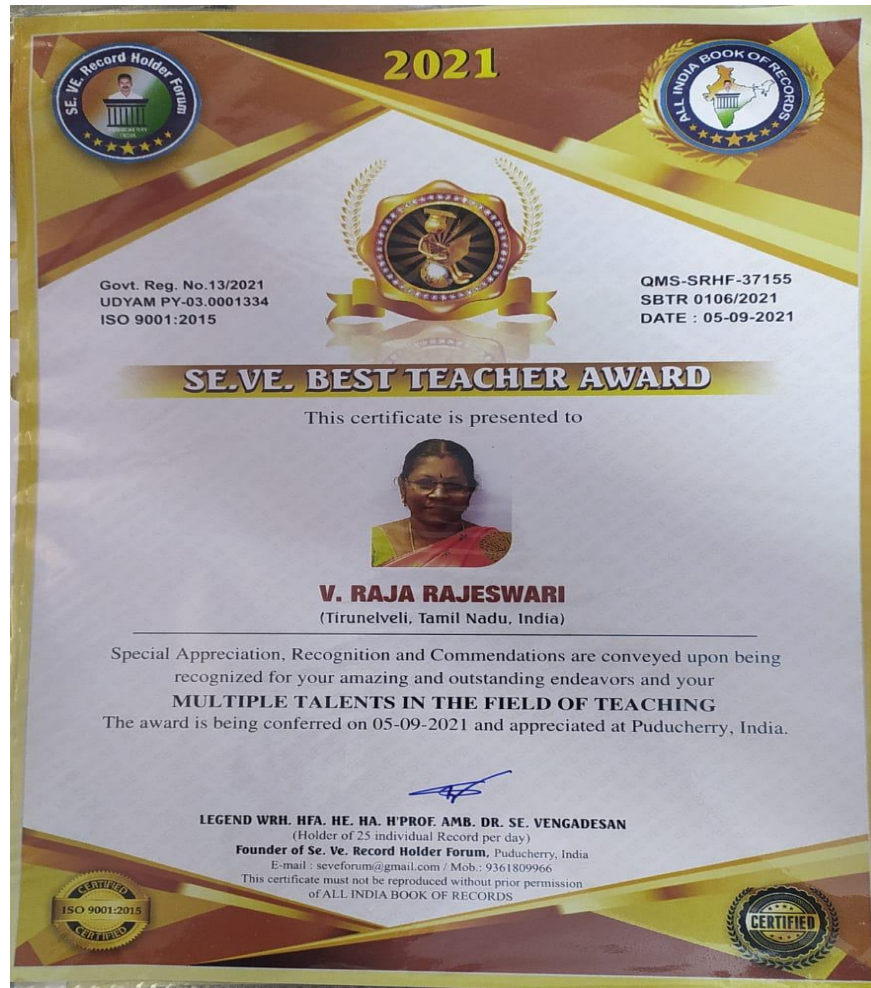 2021
SE. VE. Record Holder Forum
PUDUCHERRY
INDIA
ALL INDIA BOOK OF RECORDS
Govt. Reg. No.13/2021
UDYAM PY-03.0001334
ISO 9001:2015
QMS-SRHF-37155
SBTR 0106/2021
DATE : 05-09-2021
SE.VE. BEST TEACHER AWARD
This certificate is presented to
V. RAJA RAJESWARI
(Tirunelveli, Tamil Nadu, India)
Special Appreciation, Recognition and Commendations are conveyed upon being
recognized for your amazing and outstanding endeavors and your
MULTIPLE TALENTS IN THE FIELD OF TEACHING
The award is being conferred on 05-09-2021 and appreciated at Puducherry, India.
LEGEND WRH. HFA. HE. HA. H'PROF. AMB. DR. SE. VENGADESAN
(Holder of 25 individual Record per day)
Founder of Se. Ve. Record Holder Forum, Puducherry, India
E-mail : seveforum@gmail.com / Mob.: 9361809966
This certificate must not be reproduced without prior permission
of ALL INDIA BOOK OF RECORDS
CERTIFIED
ISO 9001:2015
CERTIFIED
CERTIFIED